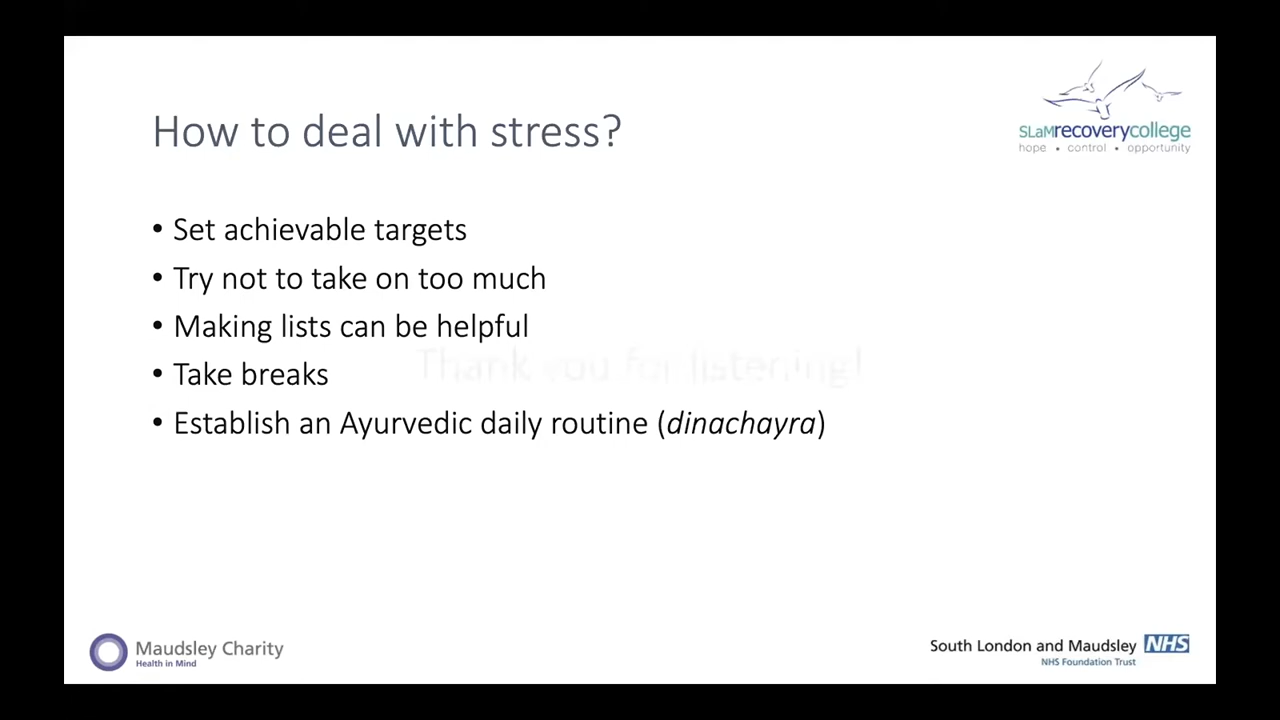 How to deal with stress?
SLaMrecoverycollege
hope • control • opportunity
• Set achievable targets
• Try not to take on too much
• Making lists can be helpful
Thank you for listening!
• Take breaks
• Establish an Ayurvedic daily routine (dinachayra)
Maudsley Charity
Health in Mind
South London and Maudsley NHS
NHS Foundation Trust